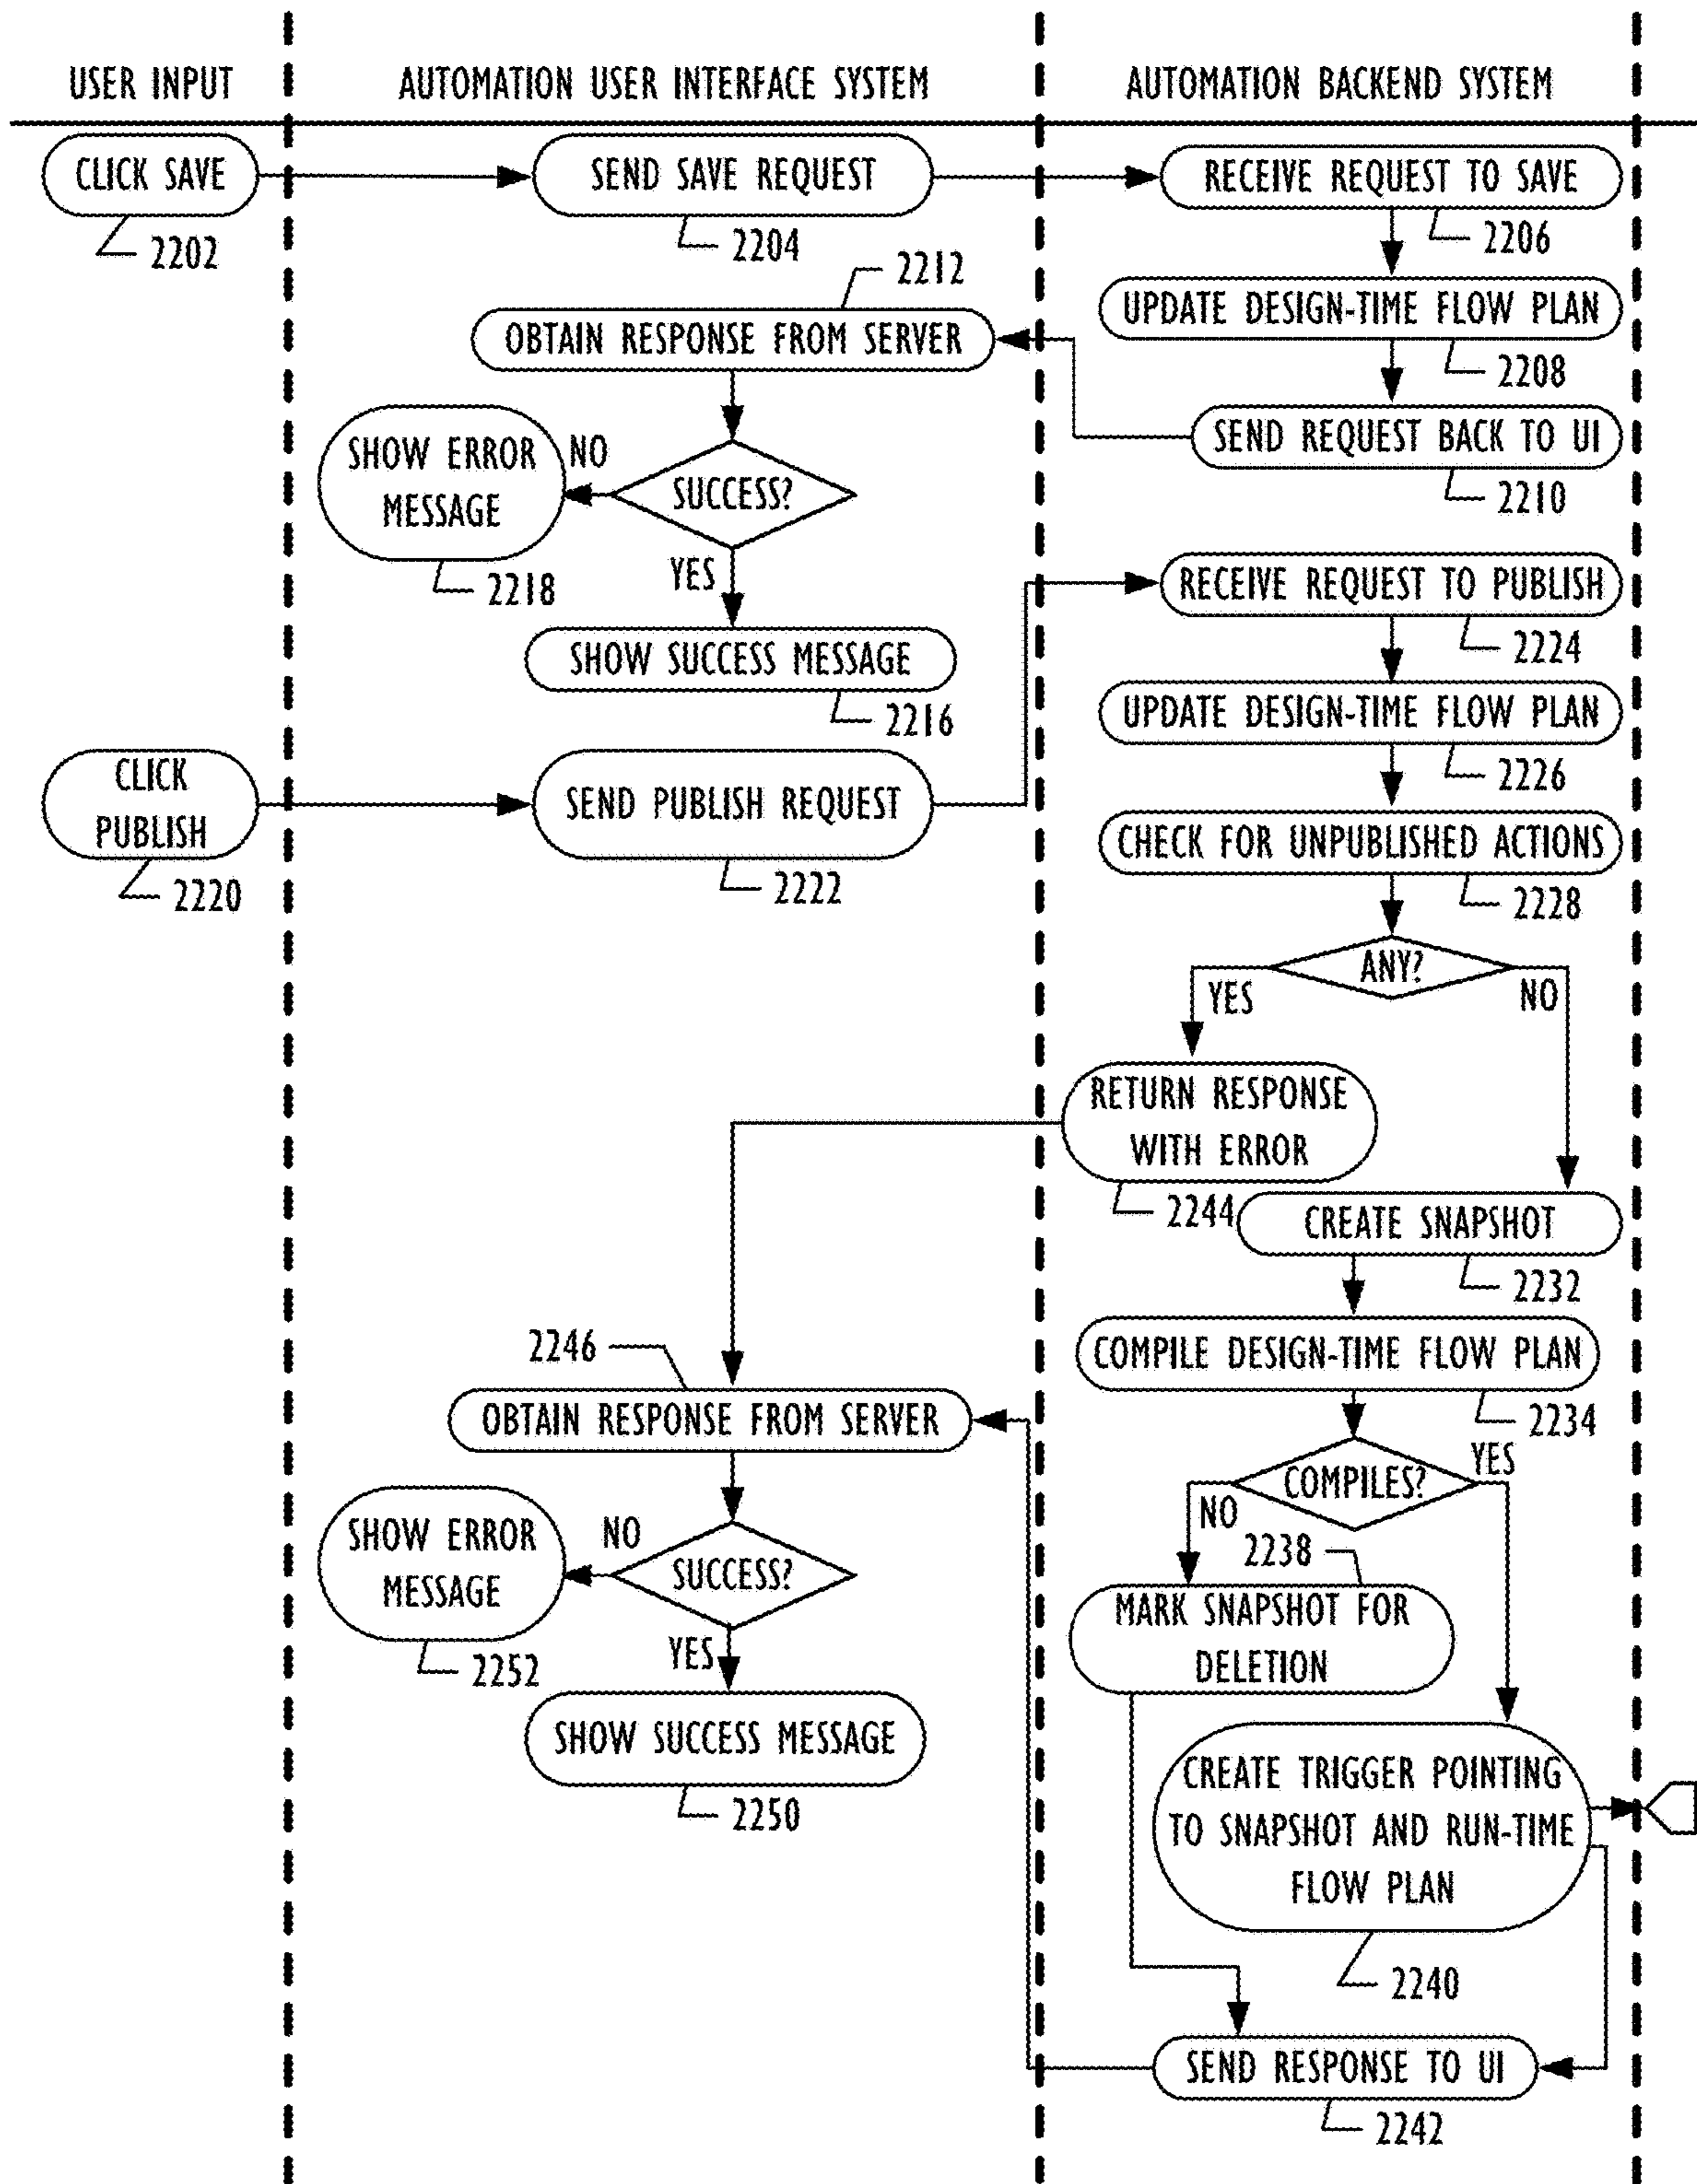 USER INPUT
AUTOMATION USER INTERFACE SYSTEM
AUTOMATION BACKEND SYSTEM
CLICK SAVE
2202
SEND SAVE REQUEST
2204
RECEIVE REQUEST TO SAVE
2206
UPDATE DESIGN-TIME FLOW PLAN
2208
SEND REQUEST BACK TO UI
2210
2212
OBTAIN RESPONSE FROM SERVER
SUCCESS?
NO
SHOW ERROR
MESSAGE
2218
YES
SHOW SUCCESS MESSAGE
2216
CLICK
PUBLISH
2220
SEND PUBLISH REQUEST
2222
RECEIVE REQUEST TO PUBLISH
2224
UPDATE DESIGN-TIME FLOW PLAN
2226
CHECK FOR UNPUBLISHED ACTIONS
2228
ANY?
YES
NO
RETURN RESPONSE
WITH ERROR
2244
CREATE SNAPSHOT
2232
COMPILE DESIGN-TIME FLOW PLAN
2234
COMPILES?
YES
NO
2238
MARK SNAPSHOT FOR
DELETION
CREATE TRIGGER POINTING
TO SNAPSHOT AND RUN-TIME
FLOW PLAN
2240
SEND RESPONSE TO UI
2242
2246
OBTAIN RESPONSE FROM SERVER
SUCCESS?
NO
SHOW ERROR
MESSAGE
2252
YES
SHOW SUCCESS MESSAGE
2250